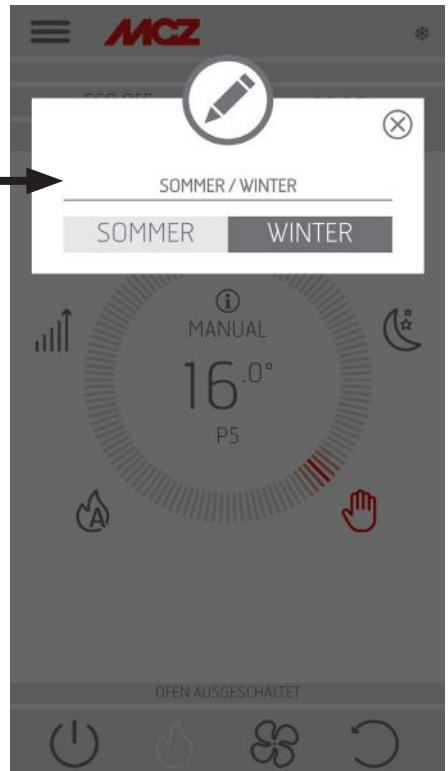 MCZ
SOMMER / WINTER
SOMMER WINTER
MANUAL
16.0°
P5
A
OFEN AUSGESCHALTET